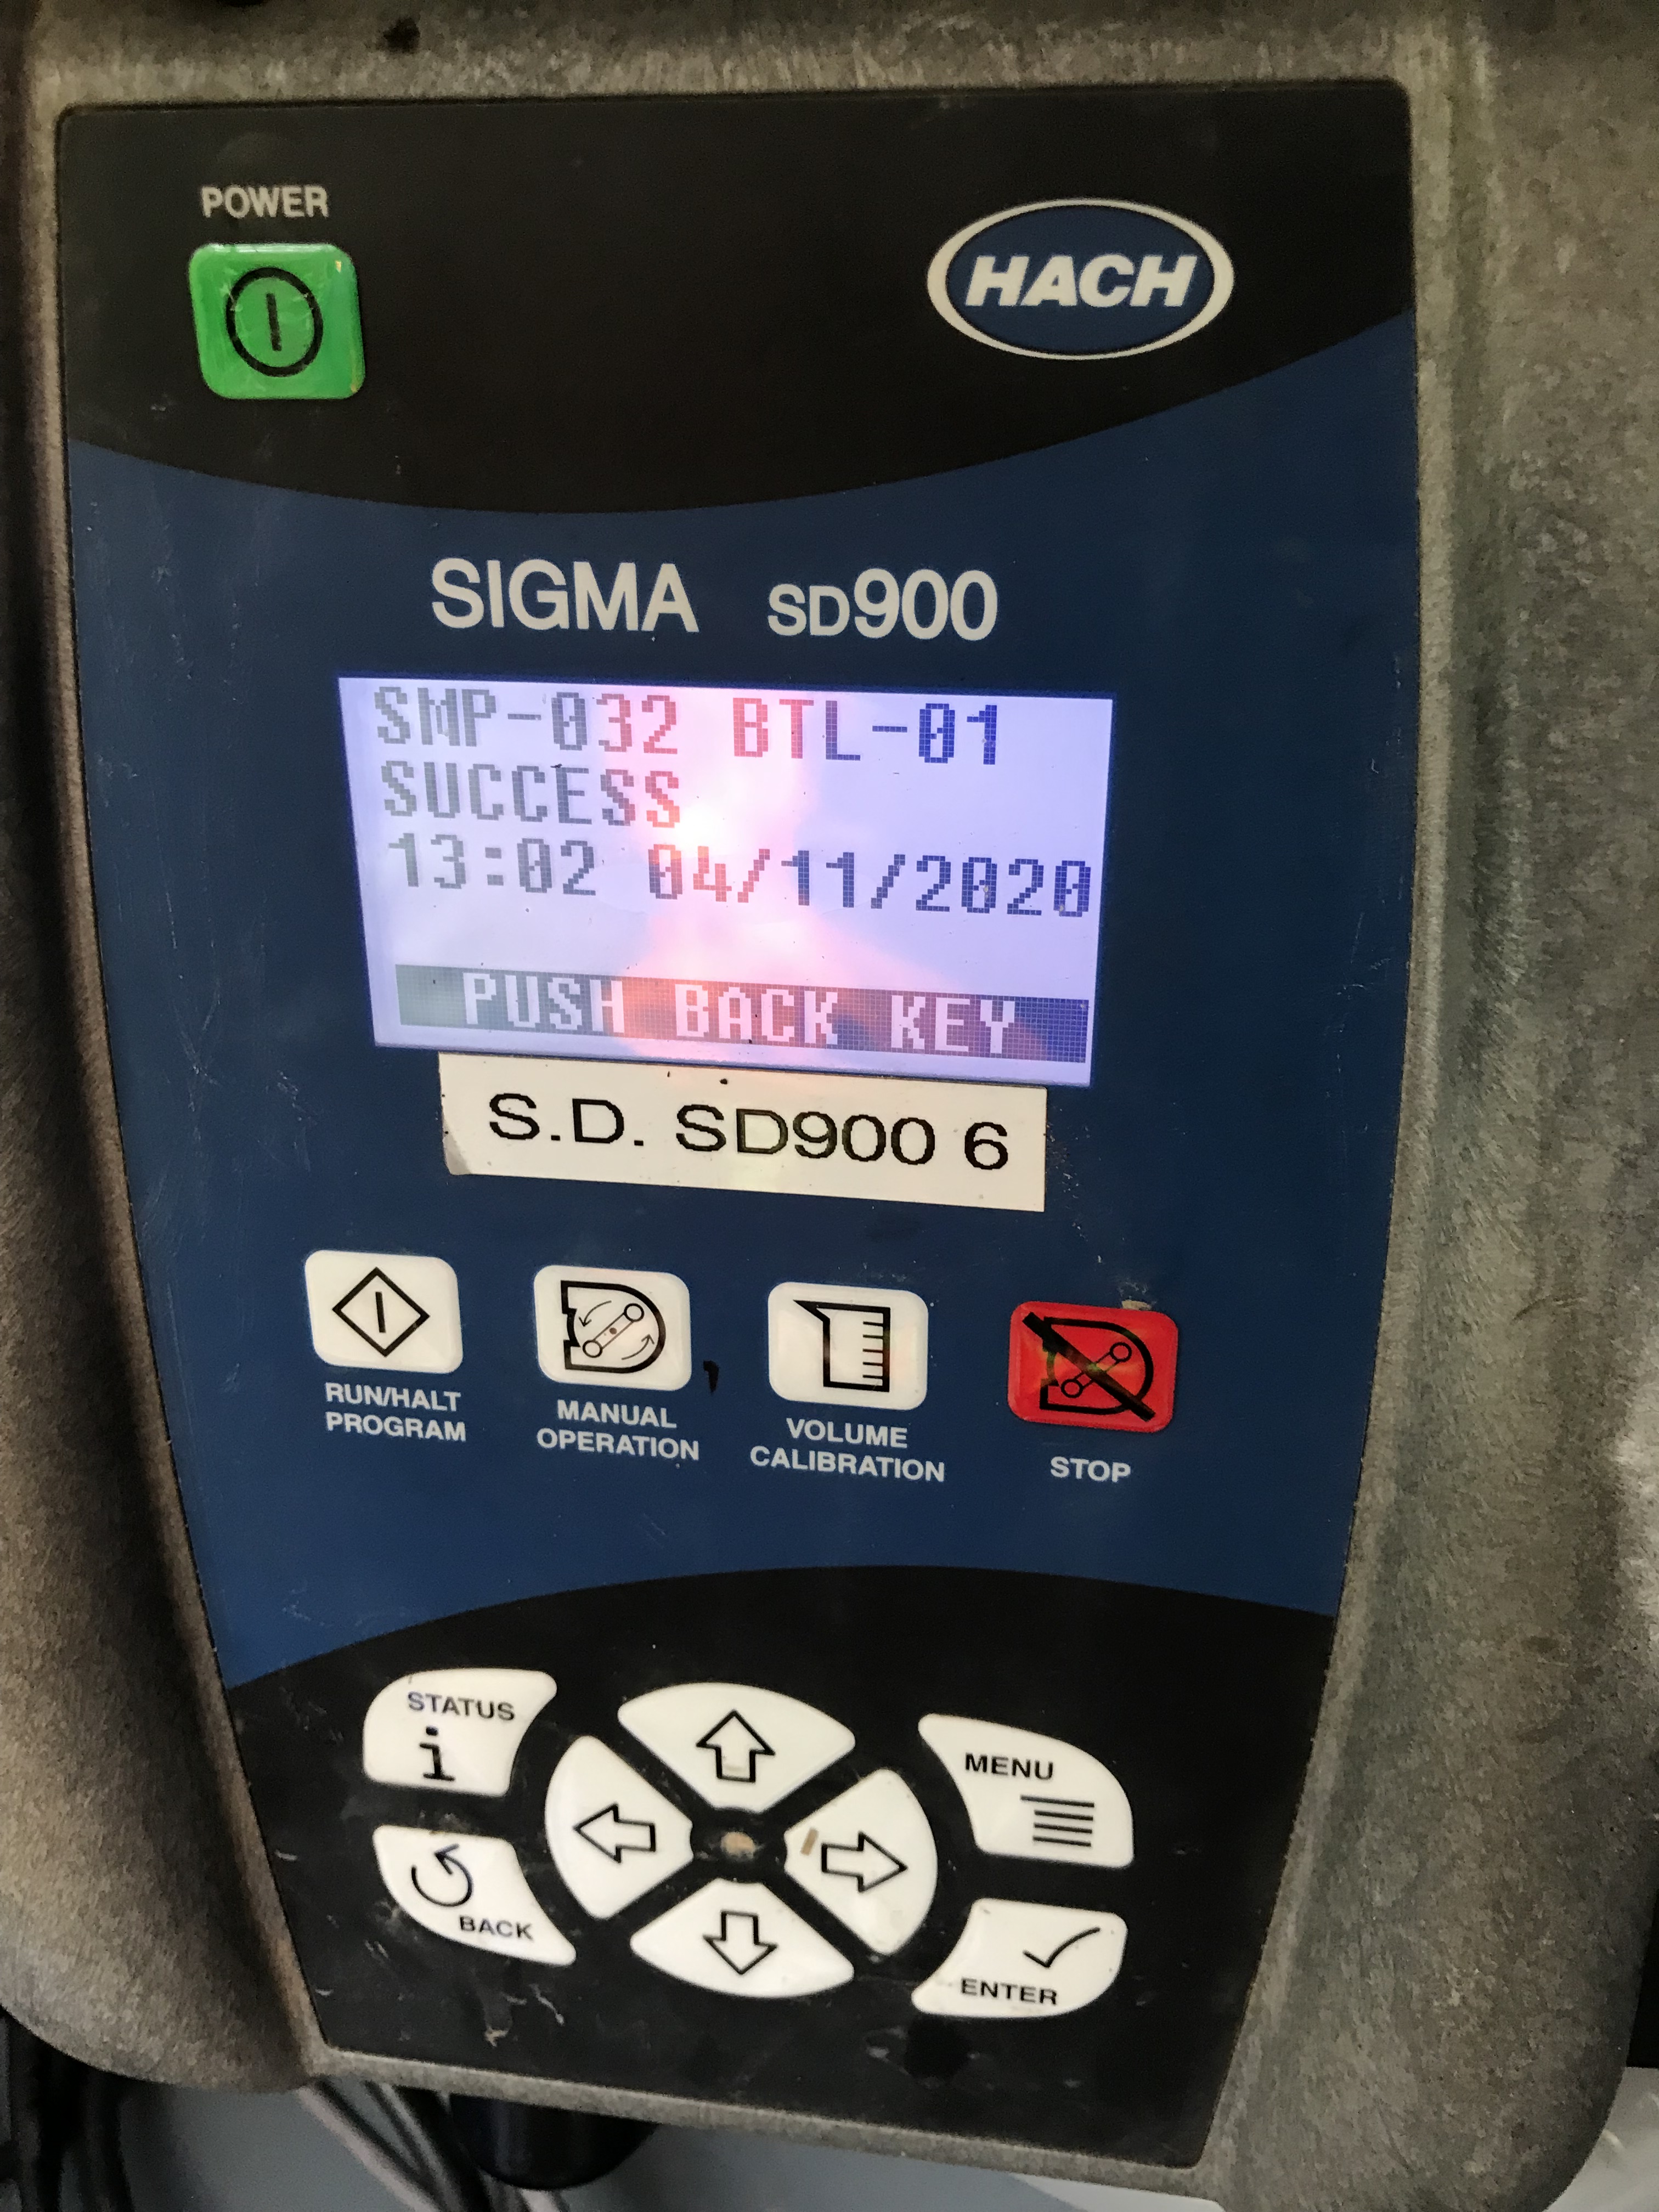 POWER
HACH
SIGMA SD900
SMP-032 BTL-01
SUCCESS
13:02 04/11/2020
PUSH BACK KEY
S.D. SD900 6
RUN/HALT
PROGRAM
MANUAL
OPERATION
VOLUME
CALIBRATION
STOP
STATUS
i
MENU
BACK
ENTER